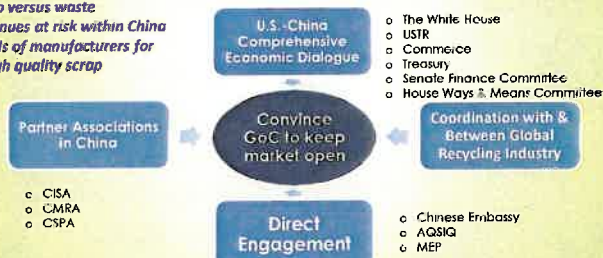 versus waste
nues at risk within China
s of manufacturers for
h quality scrap
U.S.-China
Comprehensive
Economic Dialogue
o The White House
o USTR
o Commerce
o Treasury
o Senate Finance Committee
o House Ways & Means Committee
Partner Associations
in China
Convince
GoC to keep
market open
Coordination with &
Between Global
Recycling Industry
o CISA
o CMRA
o CSPA
Direct
Engagement
o Chinese Embassy
o AQSIQ
o MEP